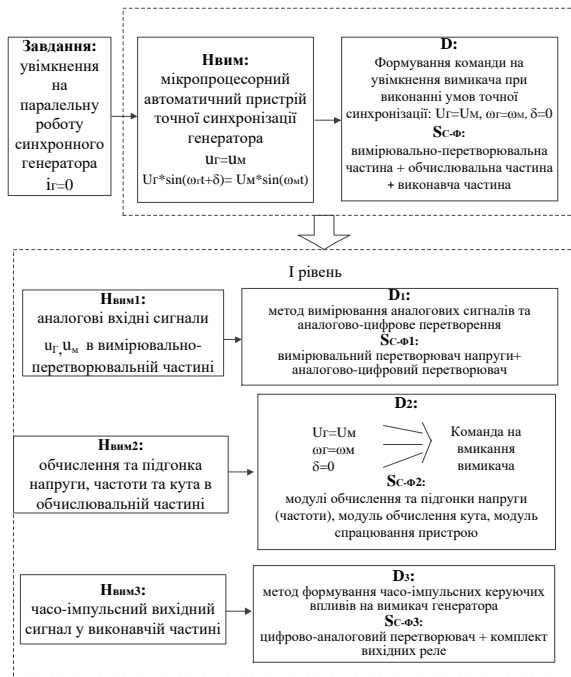 Завдання:
увімкнення
на
паралельну
роботу
синхронного
генератора
iГ=0
Hвим:
мікропроцесорний
автоматичний пристрій
точної синхронізації
генератора
uГ=uМ
UГ*sin(ωГt+δ)= UМ*sin(ωМt)
D:
Формування команди на
увімкнення вимикача при
виконанні умов точної
синхронізації: UГ=UМ, ωГ=ωМ, δ=0
SС-Ф:
вимірювально-перетворювальна
частина + обчислювальна частина
+ виконавча частина
І рівень
Hвим1:
аналогові вхідні сигнали
uГ,uМ в вимірювально-
перетворювальній частині
D1:
метод вимірювання аналогових сигналів та
аналогово-цифрове перетворення
SС-Ф1:
вимірювальний перетворювач напруги+
аналогово-цифровий перетворювач
Hвим2:
обчислення та підгонка
напруги, частоти та кута в
обчислювальній частині
D2:
UГ=UМ
ωГ=ωМ
δ=0
Команда на
вмикання
вимикача
SС-Ф2:
модулі обчислення та підгонки напруги
(частоти), модуль обчислення кута, модуль
спрацювання пристрою
Hвим3:
часо-імпульсний вихідний
сигнал у виконавчій частині
D3:
метод формування часо-імпульсних керуючих
впливів на вимикач генератора
SС-Ф3:
цифрово-аналоговий перетворювач + комплект
вихідних реле